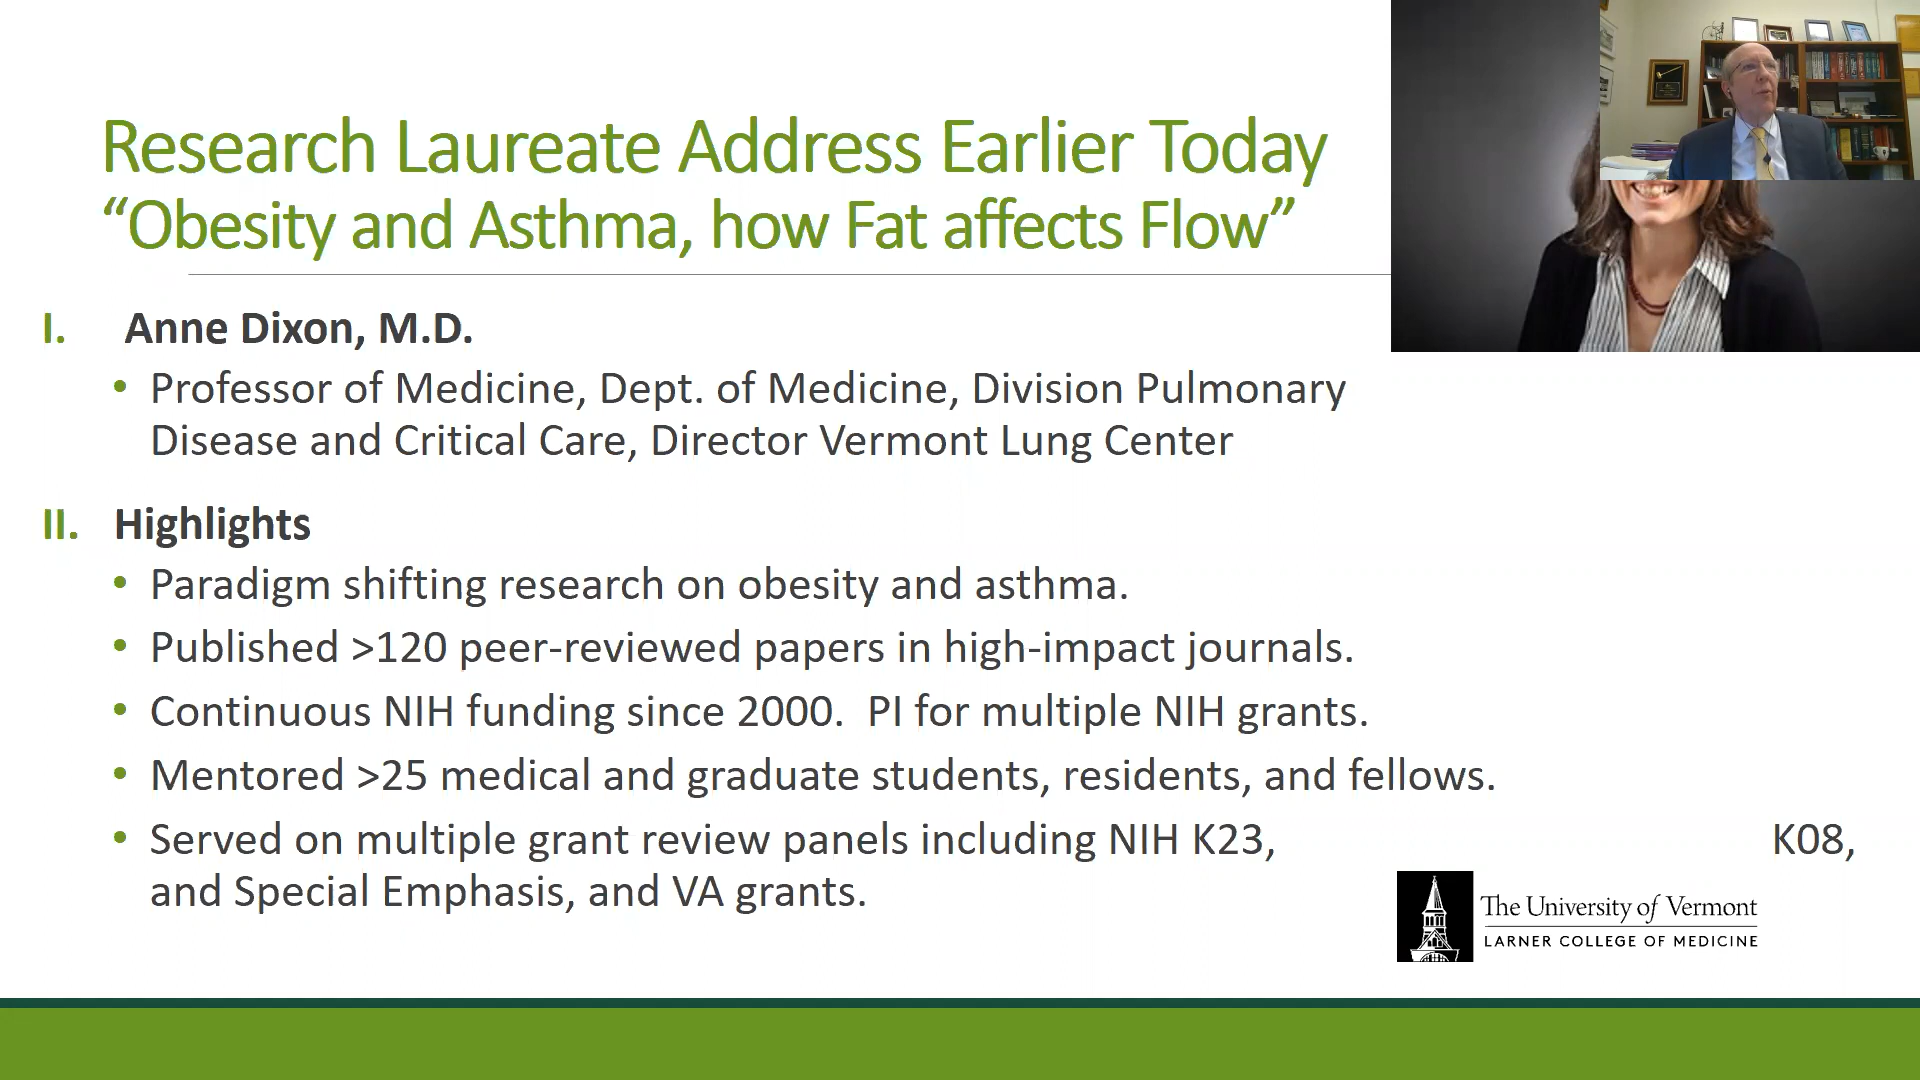 Research Laureate Address Earlier Today
“Obesity and Asthma, how Fat affects Flow”
I. Anne Dixon, M.D.
• Professor of Medicine, Dept. of Medicine, Division Pulmonary
Disease and Critical Care, Director Vermont Lung Center
II. Highlights
• Paradigm shifting research on obesity and asthma.
• Published >120 peer-reviewed papers in high-impact journals.
• Continuous NIH funding since 2000. PI for multiple NIH grants.
• Mentored >25 medical and graduate students, residents, and fellows.
• Served on multiple grant review panels including NIH K23, K08,
and Special Emphasis, and VA grants.
The University of Vermont
LARNER COLLEGE OF MEDICINE